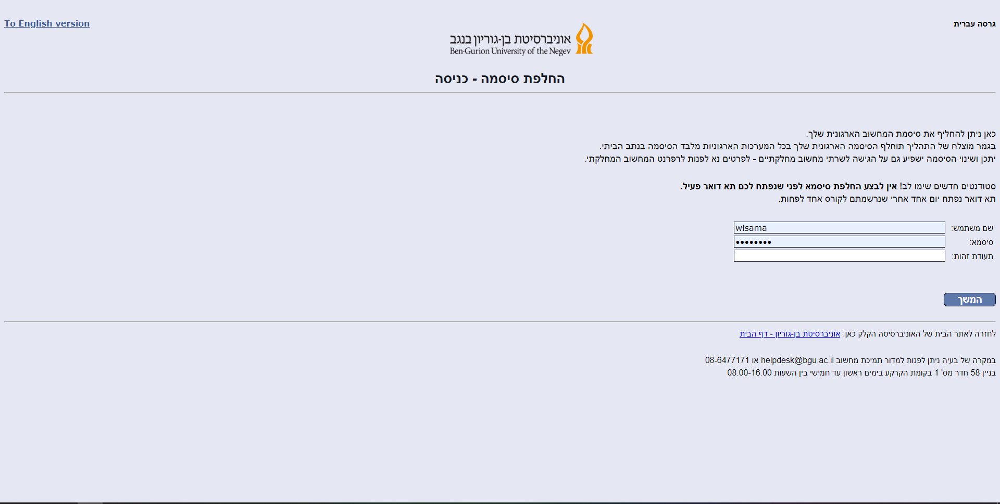 גרסה עברית
To English version
אוניברסיטת בן-גוריון בנגב
Ben-Gurion University of the Negev
החלפת סיסמה - כניסה
כאן ניתן להחליף את סיסמת המחשוב הארגונית שלך.
בגמר מוצלח של התהליך תוחלף הסיסמה הארגונית שלך בכל המערכות הארגוניות מלבד הסיסמה בנתב הביתי.
יתכן ושינוי הסיסמה ישפיע גם על הגישה לשרתי מחשוב מחלקתיים - לפרטים נא לפנות לרפרנט המחשוב המחלקתי.
סטודנטים חדשים שימו לב! אין לבצע החלפת סיסמא לפני שנפתח לכם תא דואר פעיל.
תא דואר נפתח יום אחד אחרי שנרשמתם לקורס אחד לפחות.
שם משתמש: wisama
סיסמא: ••••••••
תעודת זהות:
המשך
לחזרה לאתר הבית של האוניברסיטה הקלק כאן: אוניברסיטת בן-גוריון - דף הבית
במקרה של בעיה ניתן לפנות למדור תמיכת מחשוב helpdesk@bgu.ac.il או 08-6477171
בניין 58 חדר מס' 1 בקומת הקרקע בימים ראשון עד חמישי בין השעות 08.00-16.00